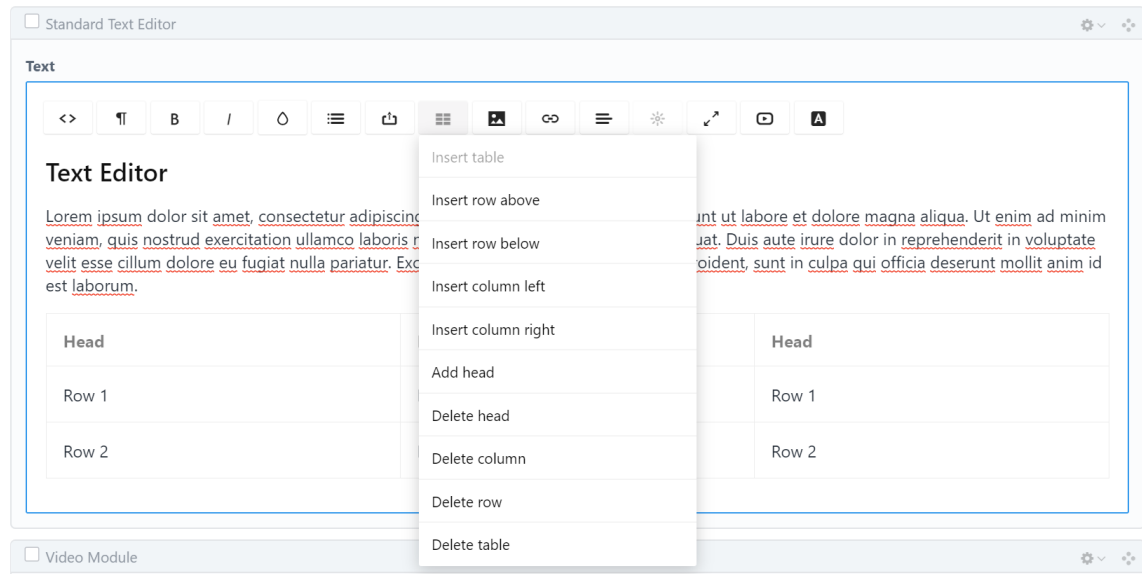 Standard Text Editor
Text
<> ¶ B I A
Text Editor
Lorem ipsum dolor sit amet, consectetur adipiscing unt ut labore et dolore magna aliqua. Ut enim ad minim
veniam, quis nostrud exercitation ullamco laboris uat. Duis aute irure dolor in reprehenderit in voluptate
velit esse cillum dolore eu fugiat nulla pariatur. Exc oident, sunt in culpa qui officia deserunt mollit anim id
est laborum.
Insert table
Insert row above
Insert row below
Insert column left
Insert column right
Add head
Delete head
Delete column
Delete row
Delete table
Head Head
Row 1 Row 1
Row 2 Row 2
Video Module